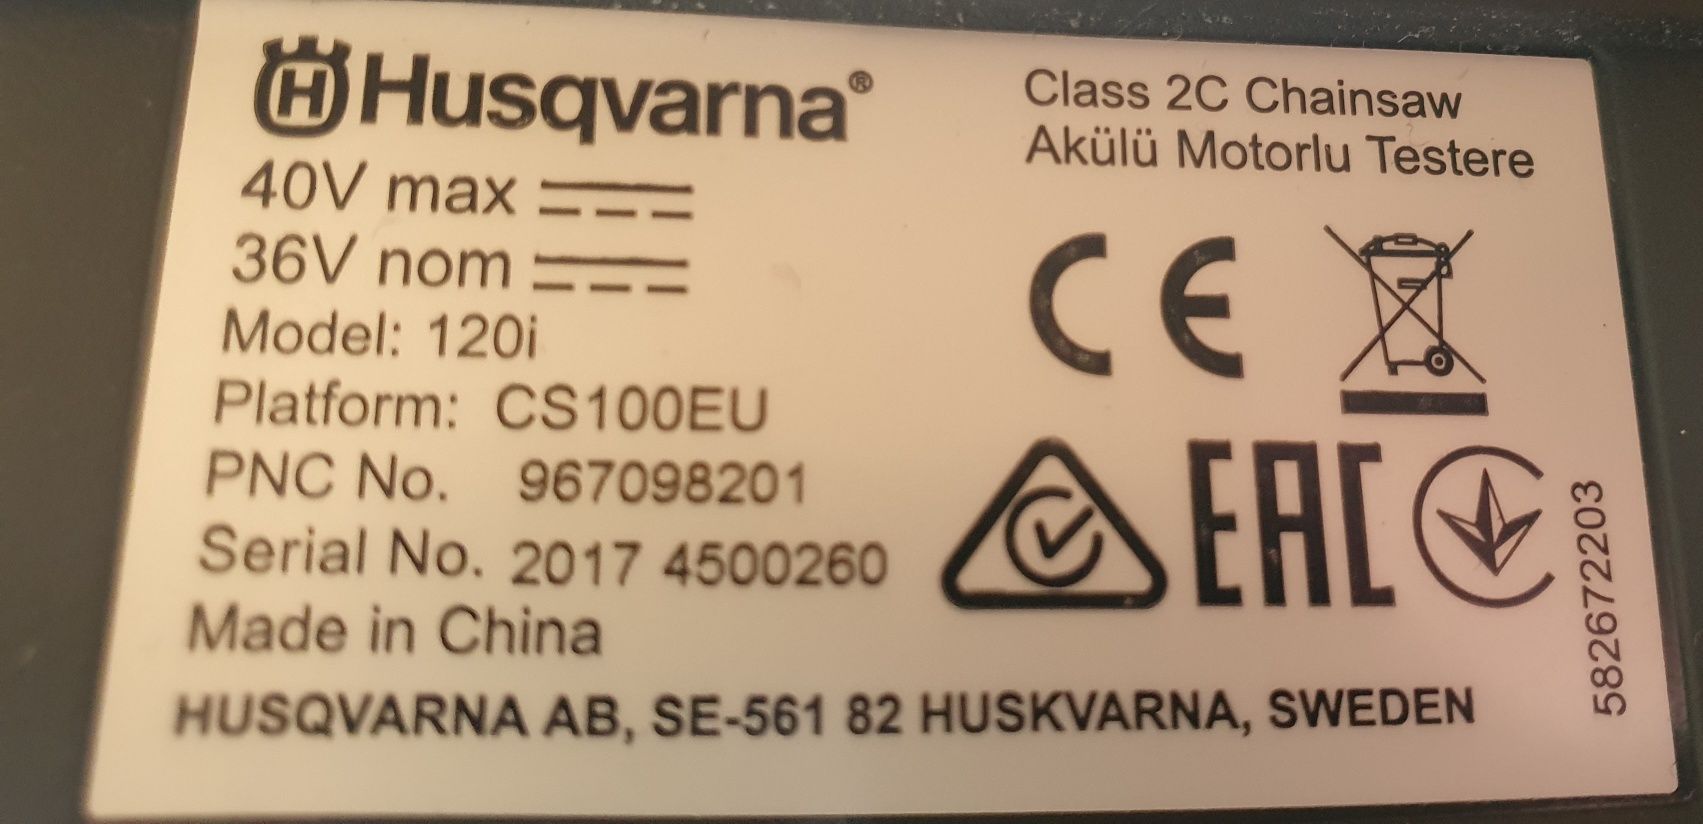 Husqvarna®
40V max
36V nom
Model: 120i
Platform: CS100EU
PNC No. 967098201
Serial No. 2017 4500260
Made in China
HUSQVARNA AB, SE-561 82 HUSKVARNA, SWEDEN
Class 2C Chainsaw
Akülü Motorlu Testere
CE
EAC
582672203